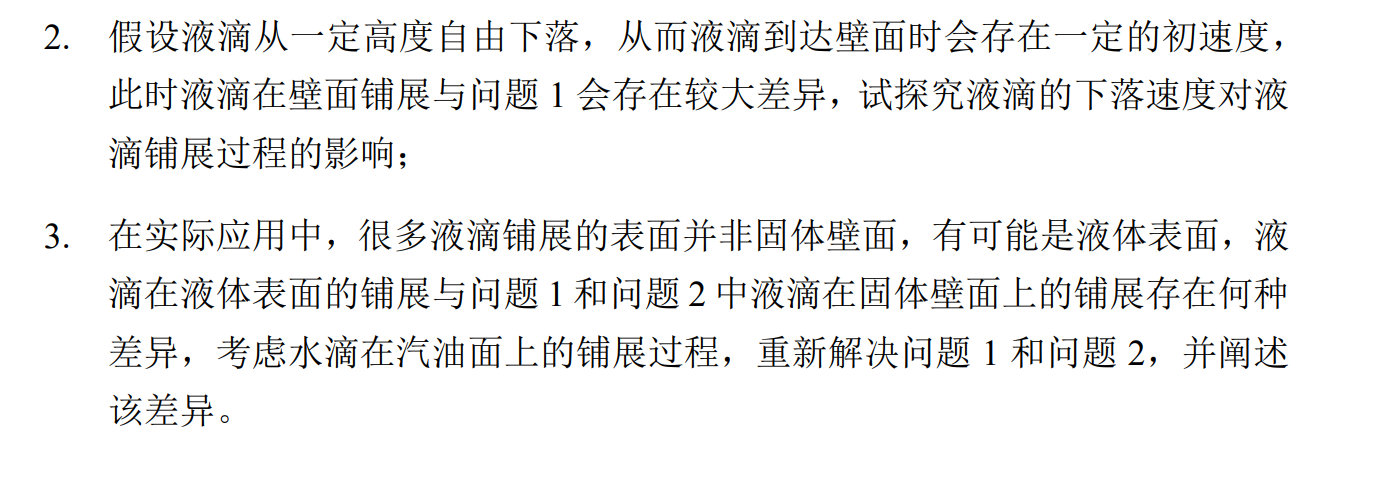 2. 假设液滴从一定高度自由下落，从而液滴到达壁面时会存在一定的初速度，
此时液滴在壁面铺展与问题 1 会存在较大差异，试探究液滴的下落速度对液
滴铺展过程的影响；
3. 在实际应用中，很多液滴铺展的表面并非固体壁面，有可能是液体表面，液
滴在液体表面的铺展与问题 1 和问题 2 中液滴在固体壁面上的铺展存在何种
差异，考虑水滴在汽油面上的铺展过程，重新解决问题 1 和问题 2，并阐述
该差异。